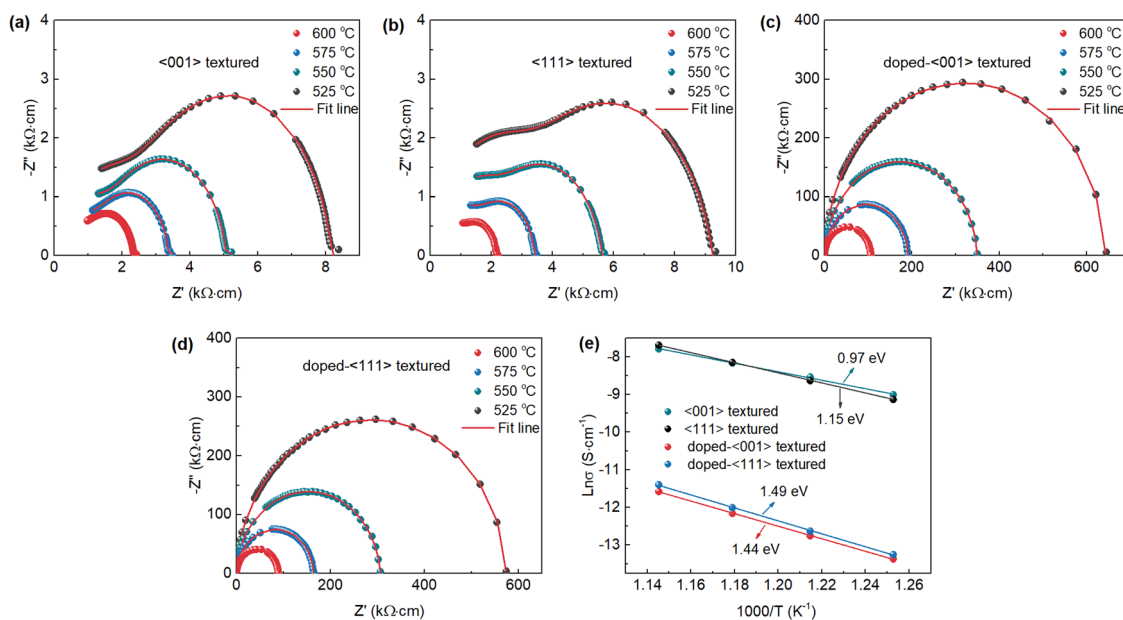 (a)
4
3
2
1
0
-Z'' (kΩ·cm)
<001> textured
600 °C
575 °C
550 °C
525 °C
Fit line
0 2 4 6 8
Z' (kΩ·cm)
(b)
4
3
2
1
0
-Z'' (kΩ·cm)
<111> textured
600 °C
575 °C
550 °C
525 °C
Fit line
0 2 4 6 8 10
Z' (kΩ·cm)
(c)
400
300
200
100
0
-Z''(kΩ·cm)
doped-<001> textured
600 °C
575 °C
550 °C
525 °C
Fit line
0 200 400 600
Z' (kΩ·cm)
(d)
400
300
200
100
0
-Z'' (kΩ·cm)
doped-<111> textured
600 °C
575 °C
550 °C
525 °C
Fit line
0 200 400 600
Z' (kΩ·cm)
(e)
-8
-9
-10
-11
-12
-13
Lnσ (S·cm⁻¹)
0.97 eV
1.15 eV
<001> textured
<111> textured
doped-<001> textured
doped-<111> textured
1.49 eV
1.44 eV
1.14 1.16 1.18 1.20 1.22 1.24 1.26
1000/T (K⁻¹)